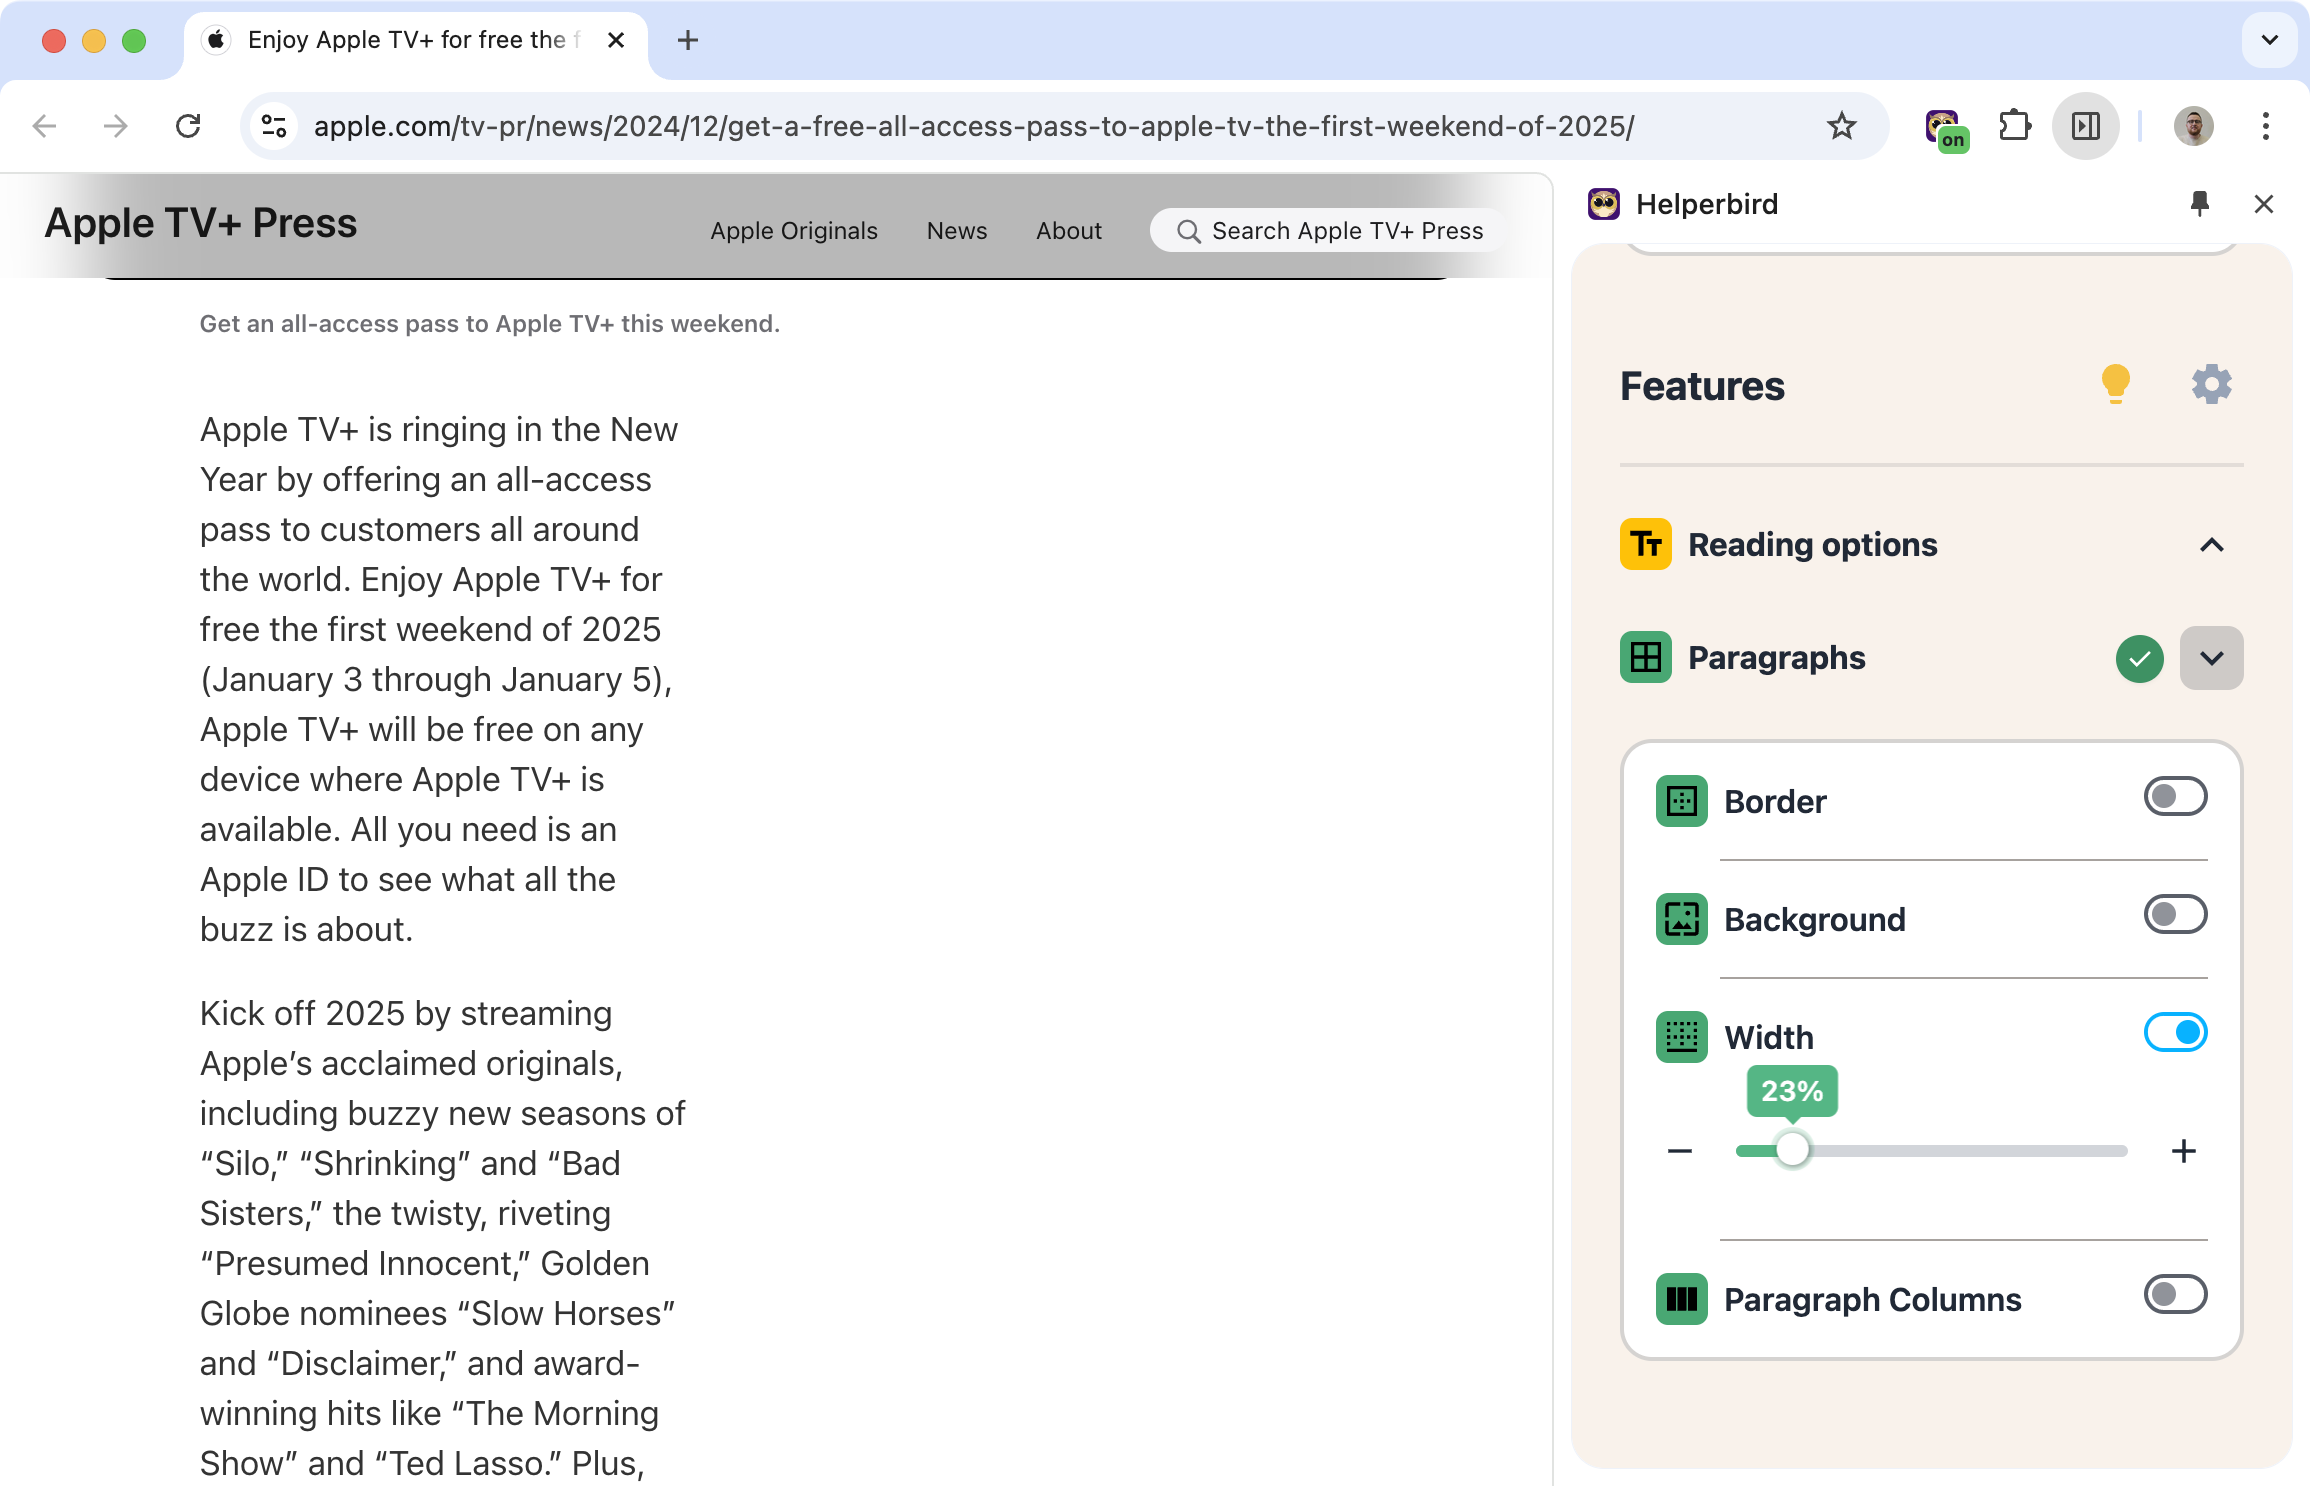 Enjoy Apple TV+ for free the f
apple.com/tv-pr/news/2024/12/get-a-free-all-access-pass-to-apple-tv-the-first-weekend-of-2025/
on
Apple TV+ Press
Apple Originals
News
About
Search Apple TV+ Press
Get an all-access pass to Apple TV+ this weekend.
Apple TV+ is ringing in the New
Year by offering an all-access
pass to customers all around
the world. Enjoy Apple TV+ for
free the first weekend of 2025
(January 3 through January 5),
Apple TV+ will be free on any
device where Apple TV+ is
available. All you need is an
Apple ID to see what all the
buzz is about.
Kick off 2025 by streaming
Apple’s acclaimed originals,
including buzzy new seasons of
“Silo,” “Shrinking” and “Bad
Sisters,” the twisty, riveting
“Presumed Innocent,” Golden
Globe nominees “Slow Horses”
and “Disclaimer,” and award-
winning hits like “The Morning
Show” and “Ted Lasso.” Plus,
Helperbird
Features
Reading options
Paragraphs
Border
Background
Width
23%
Paragraph Columns